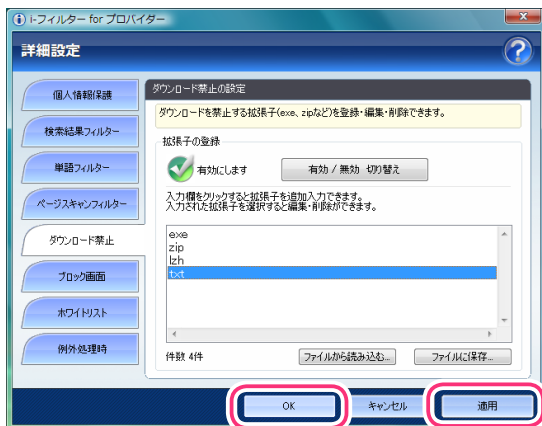 i-フィルター for プロバイダー
詳細設定
?
個人情報保護
検索結果フィルター
単語フィルター
ページスキャンフィルター
ダウンロード禁止
ブロック画面
ホワイトリスト
例外処理時
ダウンロード禁止の設定
ダウンロードを禁止する拡張子(exe、zipなど)を登録・編集・削除できます。
拡張子の登録
有効にします
有効 / 無効 切り替え
入力欄をクリックすると拡張子を追加入力できます。
入力された拡張子を選択すると編集・削除ができます。
exe
zip
lzh
txt
件数 4件
ファイルから読み込む...
ファイルに保存...
OK
キャンセル
適用